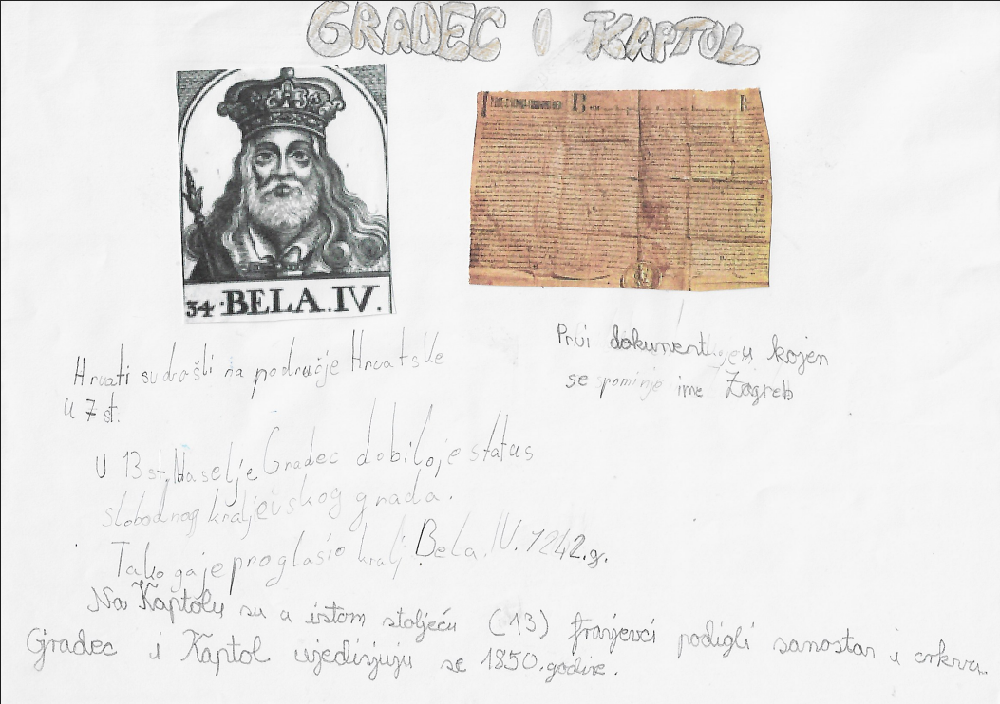 GRADEC I KAPTOL
34.BELA.IV.
Hrvati su došli na područje Hrvatske
u 7 st.
Prvi dokument u kojem
se spominje ime Zagreb
U 13 st. Naselje Gradec dobilo je status
slobodnog kraljevskog grada.
Tako ga je proglasio kralj Bela. IV. 1242.g.
Na Kaptolu su u istom stoljeću (13) franjevci podigli samostan i crkvu.
Gradec i Kaptol ujedinjuju se 1850.godine.